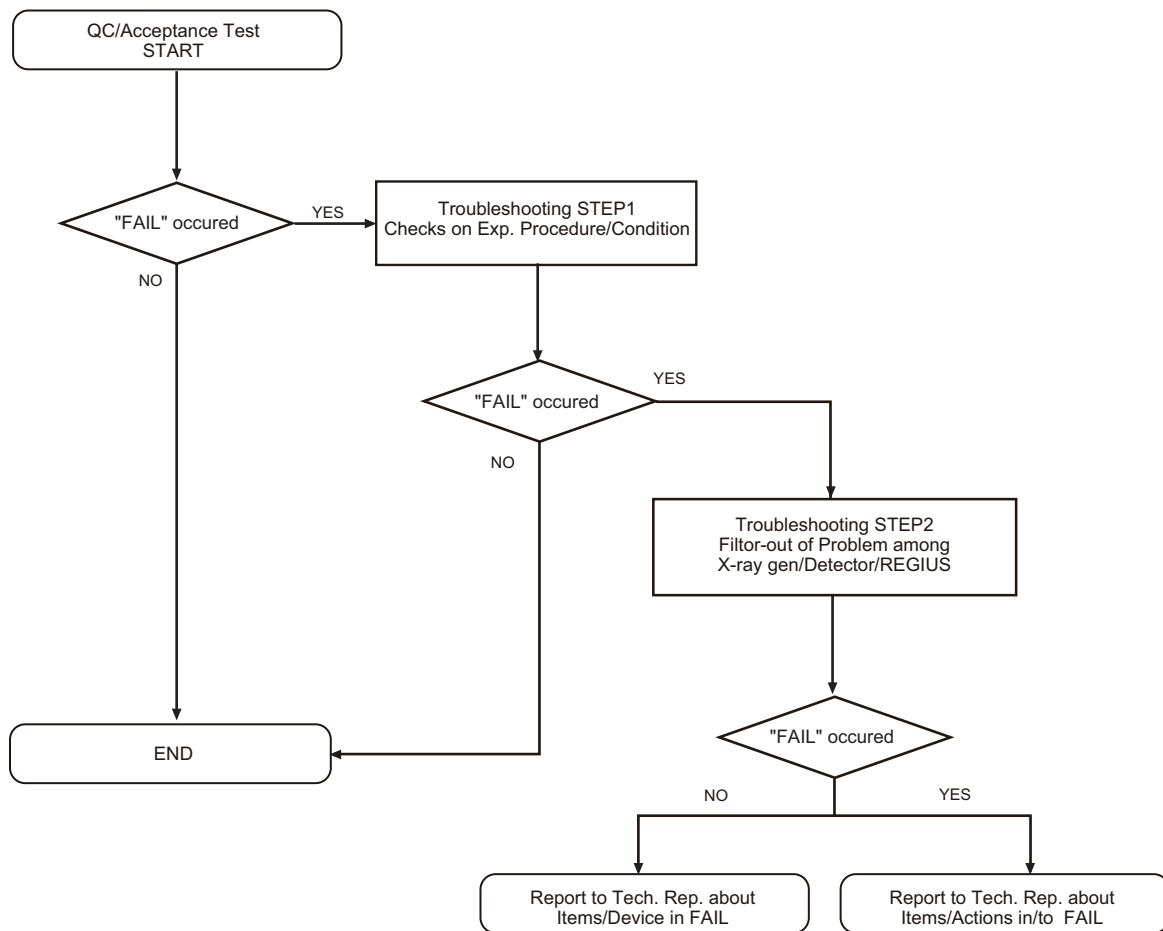 QC/Acceptance Test
START
"FAIL" occured
YES
Troubleshooting STEP1
Checks on Exp. Procedure/Condition
NO
"FAIL" occured
YES
NO
Troubleshooting STEP2
Filtor-out of Problem among
X-ray gen/Detector/REGIUS
END
"FAIL" occured
NO
YES
Report to Tech. Rep. about
Items/Device in FAIL
Report to Tech. Rep. about
Items/Actions in/to FAIL